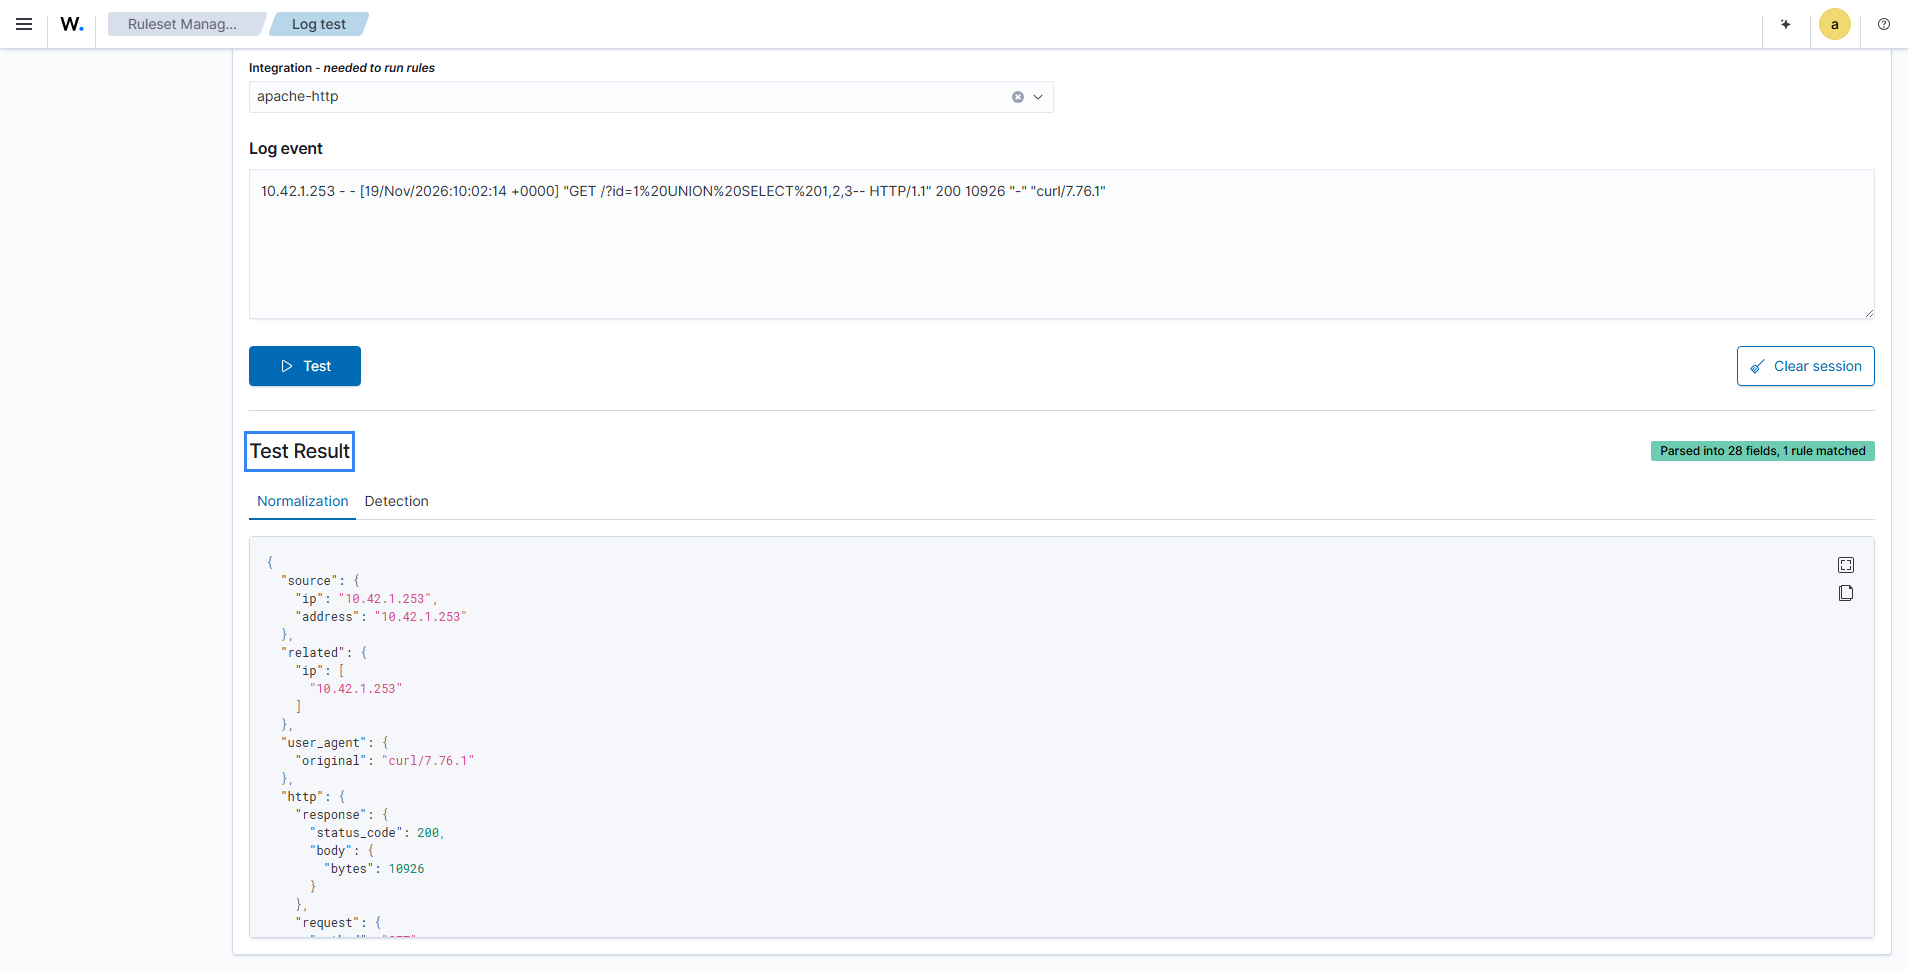 W.
Ruleset Manag...
Log test
a
Integration - needed to run rules
apache-http
Log event
10.42.1.253 - - [19/Nov/2026:10:02:14 +0000] "GET /?id=1%20UNION%20SELECT%201,2,3-- HTTP/1.1" 200 10926 "-" "curl/7.76.1"
Test
Clear session
Test Result
Parsed into 28 fields, 1 rule matched
Normalization
Detection
{
  "source": {
    "ip": "10.42.1.253",
    "address": "10.42.1.253"
  },
  "related": {
    "ip": [
      "10.42.1.253"
    ]
  },
  "user_agent": {
    "original": "curl/7.76.1"
  },
  "http": {
    "response": {
      "status_code": 200,
      "body": {
        "bytes": 10926
      }
    },
    "request": {